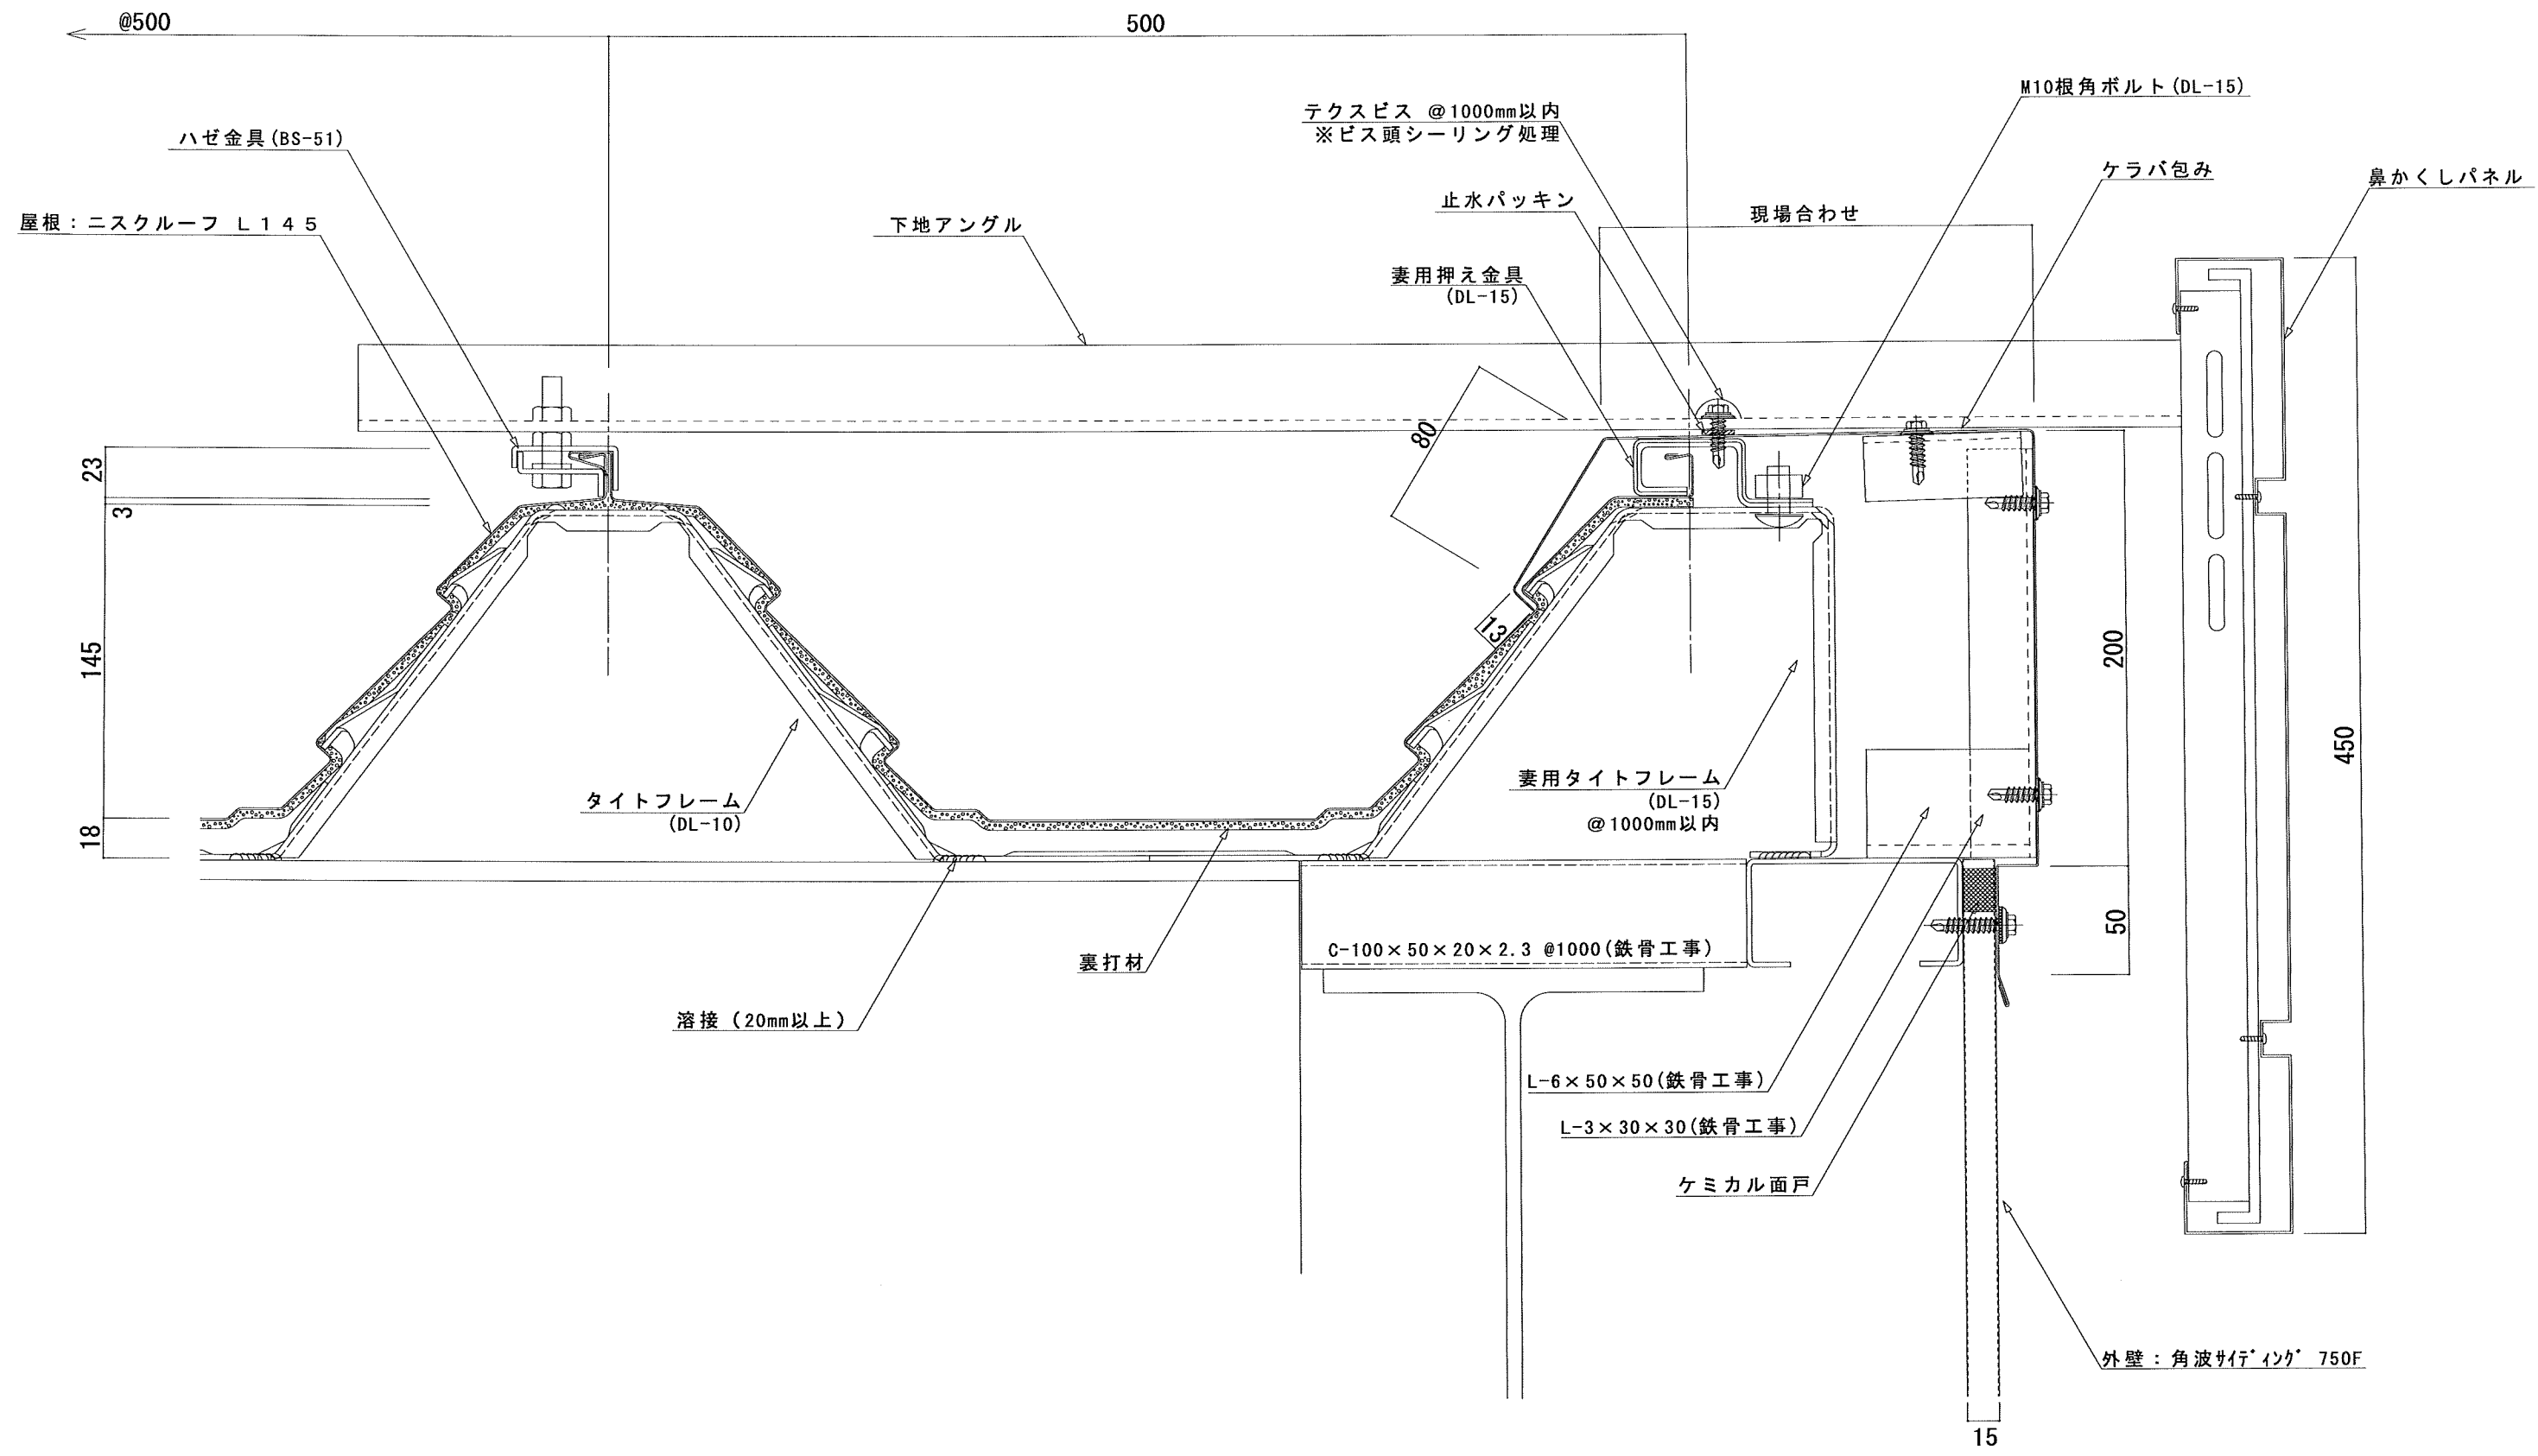 @500
500
M10根角ボルト(DL-15)
テクスビス @1000mm以内
※ビス頭シーリング処理
ハゼ金具(BS-51)
ケラバ包み
鼻かくしパネル
止水パッキン
現場合わせ
屋根：ニスクルーフ Ｌ１４５
下地アングル
妻用押え金具
(DL-15)
80
23
3
13
145
200
450
妻用タイトフレーム
(DL-15)
@1000mm以内
タイトフレーム
(DL-10)
18
50
C-100×50×20×2.3 @1000(鉄骨工事)
裏打材
溶接（20mm以上）
L-6×50×50(鉄骨工事)
L-3×30×30(鉄骨工事)
ケミカル面戸
外壁：角波ｻｲﾃﾞｨﾝｸﾞ 750F
15